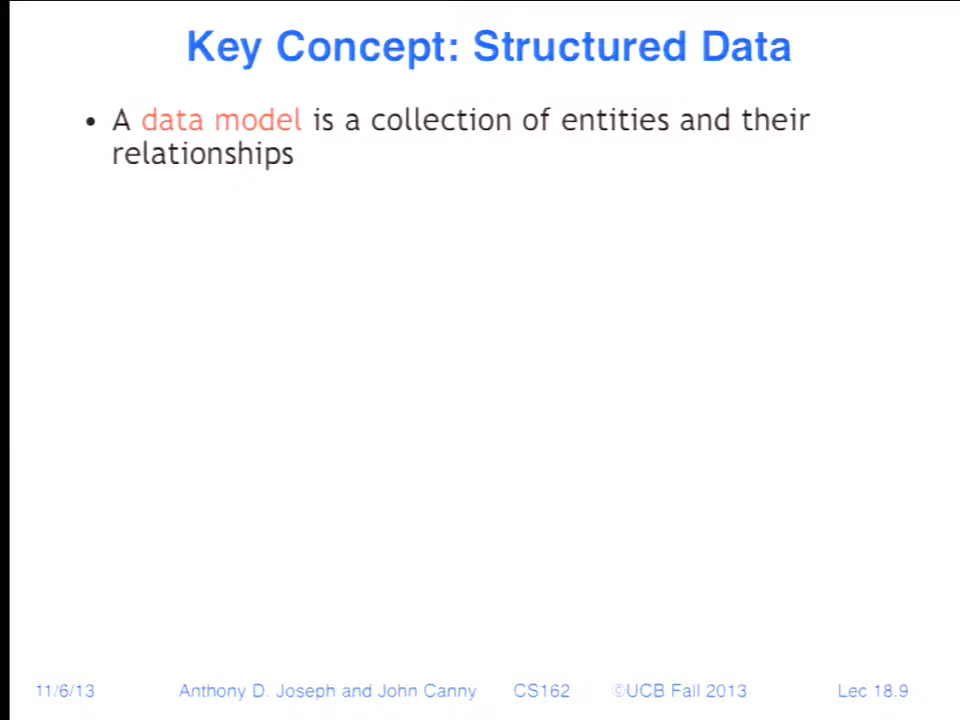 Key Concept: Structured Data
• A data model is a collection of entities and their
relationships
11/6/13 Anthony D. Joseph and John Canny CS162 ©UCB Fall 2013 Lec 18.9